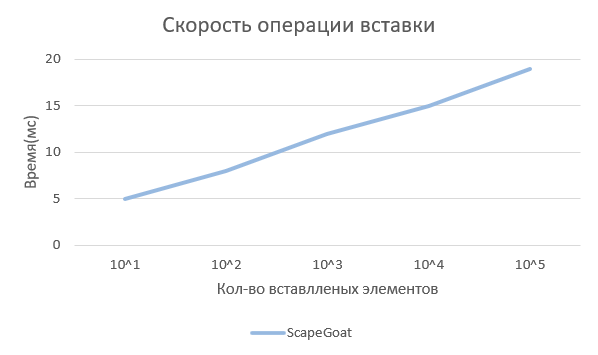 Скорость операции вставки
20
15
10
5
0
Время(мс)
10^1 10^2 10^3 10^4 10^5
Кол-во вставлленых элементов
ScapeGoat